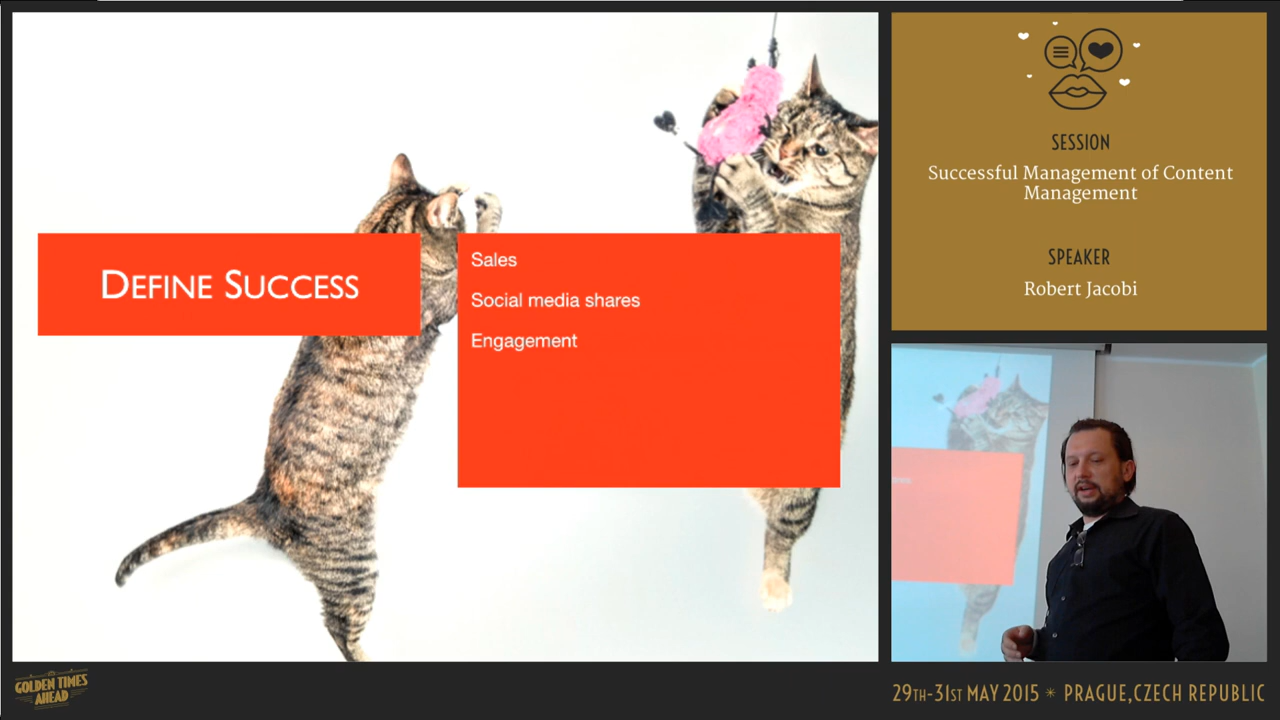 DEFINE SUCCESS
Sales
Social media shares
Engagement
SESSION
Successful Management of Content
Management
SPEAKER
Robert Jacobi
GOLDEN TIMES
AHEAD
29TH-31ST MAY 2015 * PRAGUE,CZECH REPUBLIC